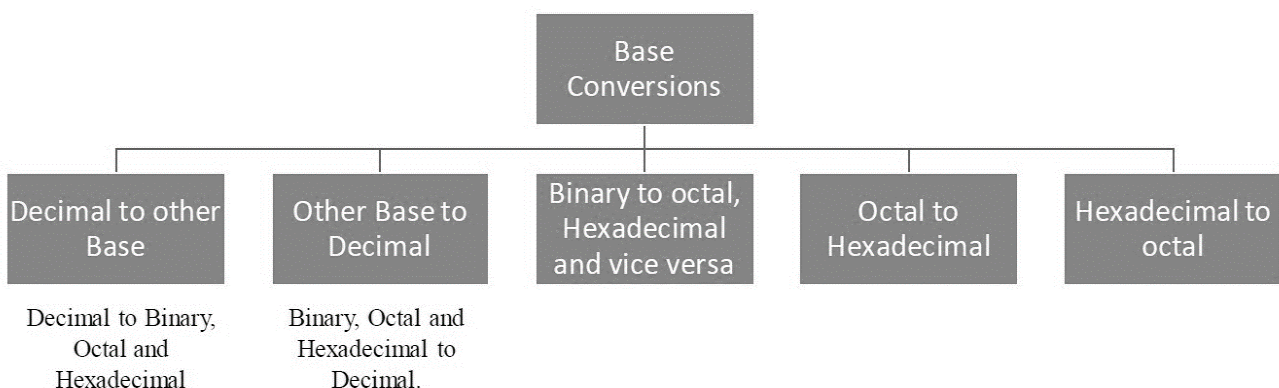 Base
Conversions
Decimal to other
Base
Other Base to
Decimal
Binary to octal,
Hexadecimal
and vice versa
Octal to
Hexadecimal
Hexadecimal to
octal
Decimal to Binary,
Octal and
Hexadecimal
Binary, Octal and
Hexadecimal to
Decimal.